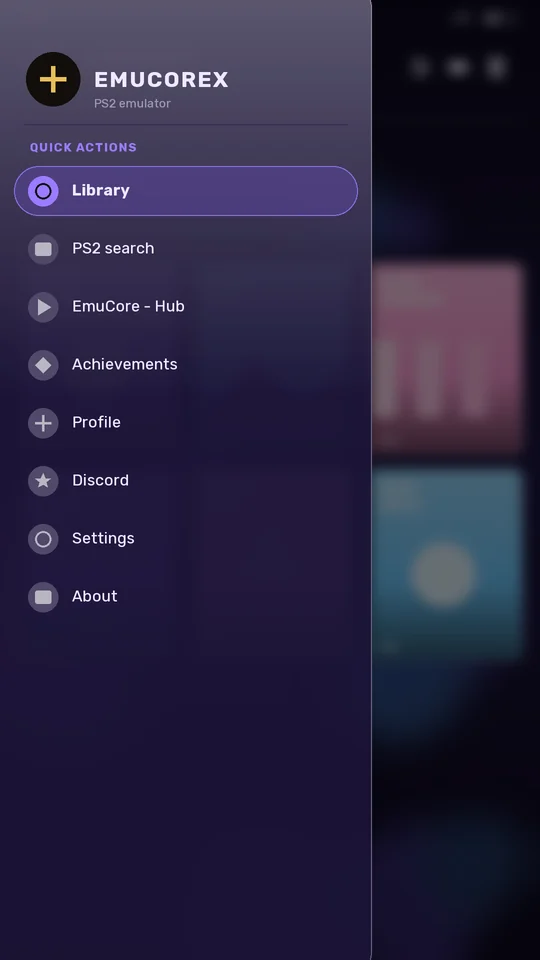 EMUCOREX
PS2 emulator
QUICK ACTIONS
Library
PS2 search
EmuCore - Hub
Achievements
Profile
Discord
Settings
About